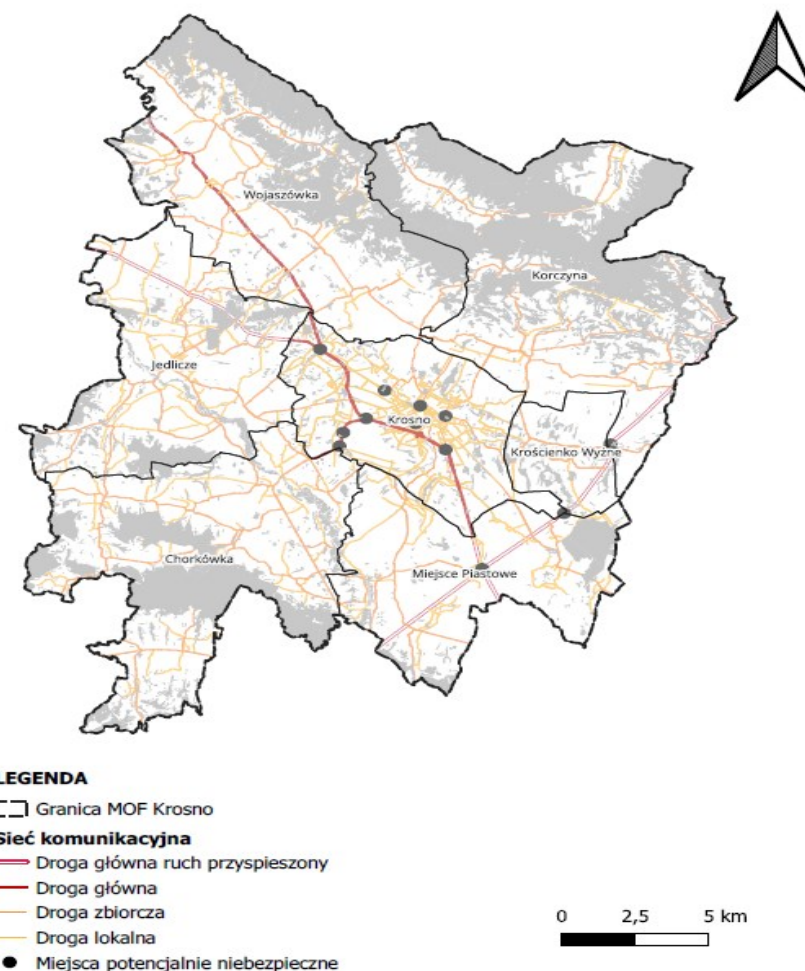 Wojaszówka
Korczyna
Jedlicze
Krosno
Krościenko Wyżne
Chorkówka
Miejsce Piastowe
LEGENDA
Granica MOF Krosno
Sieć komunikacyjna
Droga główna ruch przyspieszony
Droga główna
Droga zbiorcza
Droga lokalna
Miejsca potencjalnie niebezpieczne
0 2,5 5 km